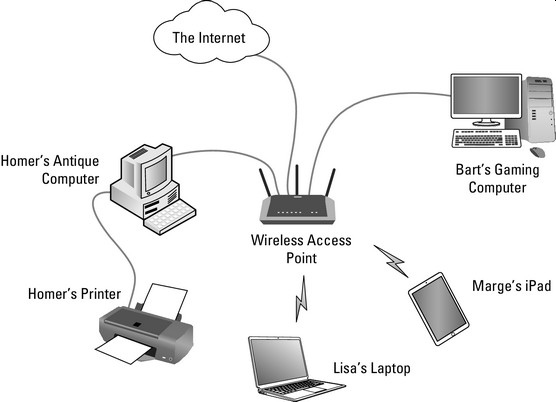 The Internet
Homer's Antique
Computer
Bart's Gaming
Computer
Wireless Access
Point
Homer's Printer
Marge's iPad
Lisa's Laptop